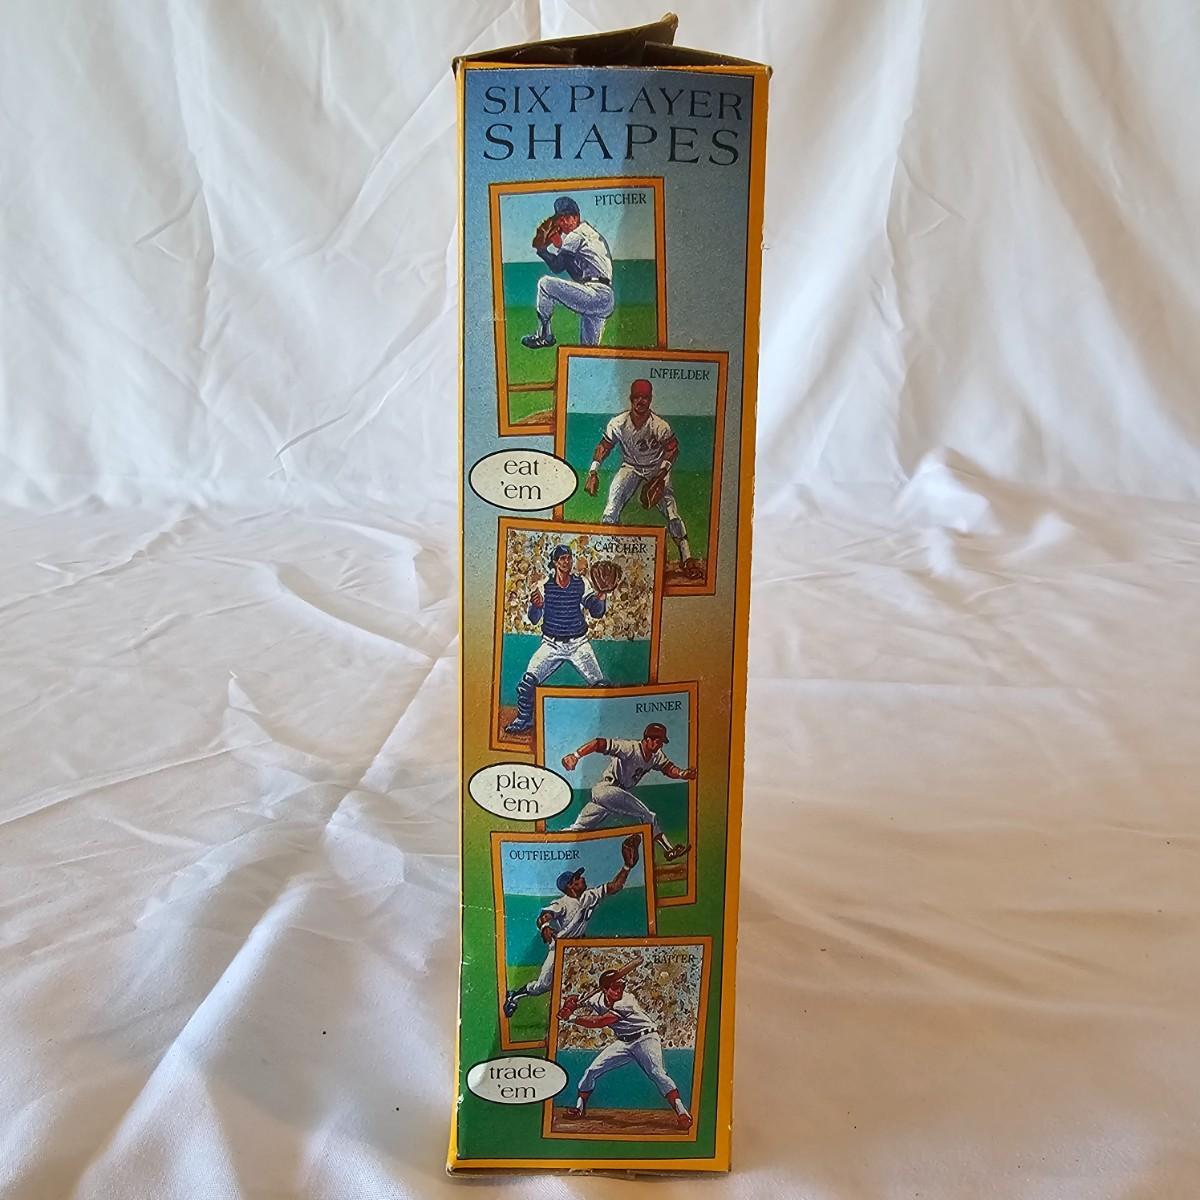 SIX PLAYER
SHAPES
PITCHER
INFIELDER
eat
'em
CATCHER
RUNNER
play
'em
OUTFIELDER
BATTER
trade
'em